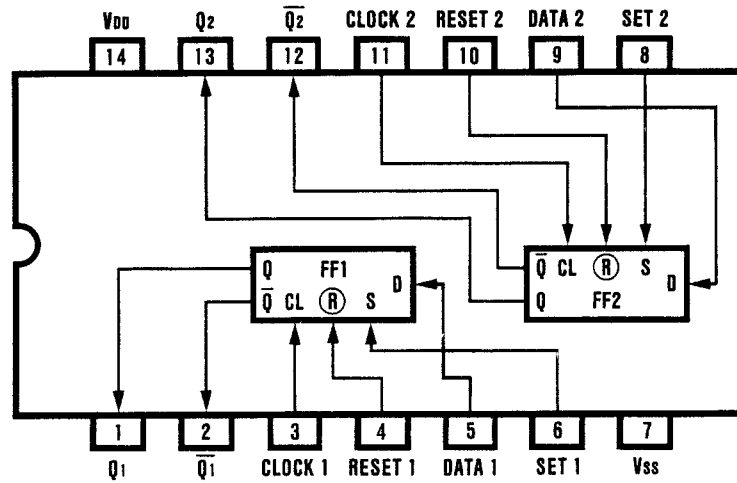 VDD Q2 Q̅2 CLOCK 2 RESET 2 DATA 2 SET 2
14 13 12 11 10 9 8
Q̅ CL R S D
Q FF2
Q FF1 D
Q̅ CL R S
1 2 3 4 5 6 7
Q1 Q̅1 CLOCK 1 RESET 1 DATA 1 SET 1 VSS